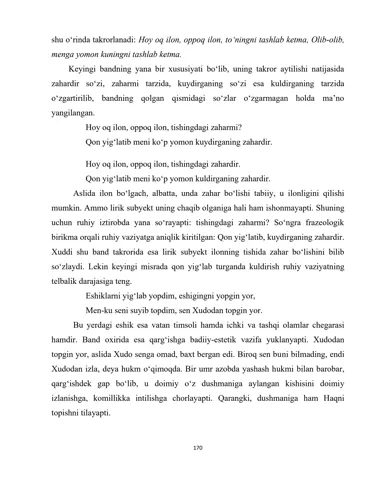 shu o‘rinda takrorlanadi: Hoy oq ilon, oppoq ilon, to‘ningni tashlab ketma, Olib-olib,
menga yomon kuningni tashlab ketma.
Keyingi bandning yana bir xususiyati bo‘lib, uning takror aytilishi natijasida
zahardir so‘zi, zaharmi tarzida, kuydirganing so‘zi esa kuldirganing tarzida
o‘zgartirilib, bandning qolgan qismidagi so‘zlar o‘zgarmagan holda ma’no
yangilangan.
Hoy oq ilon, oppoq ilon, tishingdagi zaharmi?
Qon yig‘latib meni ko‘p yomon kuydirganing zahardir.
Hoy oq ilon, oppoq ilon, tishingdagi zahardir.
Qon yig‘latib meni ko‘p yomon kuldirganing zahardir.
Aslida ilon bo‘lgach, albatta, unda zahar bo‘lishi tabiiy, u ilonligini qilishi
mumkin. Ammo lirik subyekt uning chaqib olganiga hali ham ishonmayapti. Shuning
uchun ruhiy iztirobda yana so‘rayapti: tishingdagi zaharmi? So‘ngra frazeologik
birikma orqali ruhiy vaziyatga aniqlik kiritilgan: Qon yig‘latib, kuydirganing zahardir.
Xuddi shu band takrorida esa lirik subyekt ilonning tishida zahar bo‘lishini bilib
so‘zlaydi. Lekin keyingi misrada qon yig‘lab turganda kuldirish ruhiy vaziyatning
telbalik darajasiga teng.
Eshiklarni yig‘lab yopdim, eshigingni yopgin yor,
Men-ku seni suyib topdim, sen Xudodan topgin yor.
Bu yerdagi eshik esa vatan timsoli hamda ichki va tashqi olamlar chegarasi
hamdir. Band oxirida esa qarg‘ishga badiiy-estetik vazifa yuklanyapti. Xudodan
topgin yor, aslida Xudo senga omad, baxt bergan edi. Biroq sen buni bilmading, endi
Xudodan izla, deya hukm o‘qimoqda. Bir umr azobda yashash hukmi bilan barobar,
qarg‘ishdek gap bo‘lib, u doimiy o‘z dushmaniga aylangan kishisini doimiy
izlanishga, komillikka intilishga chorlayapti. Qarangki, dushmaniga ham Haqni
topishni tilayapti.
170